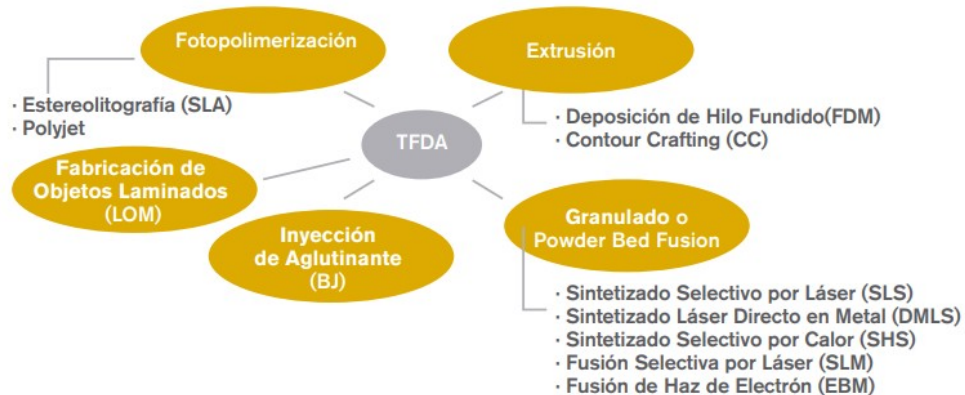 Fotopolimerización
· Estereolitografía (SLA)
· Polyjet
Extrusión
· Deposición de Hilo Fundido(FDM)
· Contour Crafting (CC)
TFDA
Fabricación de
Objetos Laminados
(LOM)
Inyección
de Aglutinante
(BJ)
Granulado o
Powder Bed Fusion
· Sintetizado Selectivo por Láser (SLS)
· Sintetizado Láser Directo en Metal (DMLS)
· Sintetizado Selectivo por Calor (SHS)
· Fusión Selectiva por Láser (SLM)
· Fusión de Haz de Electrón (EBM)